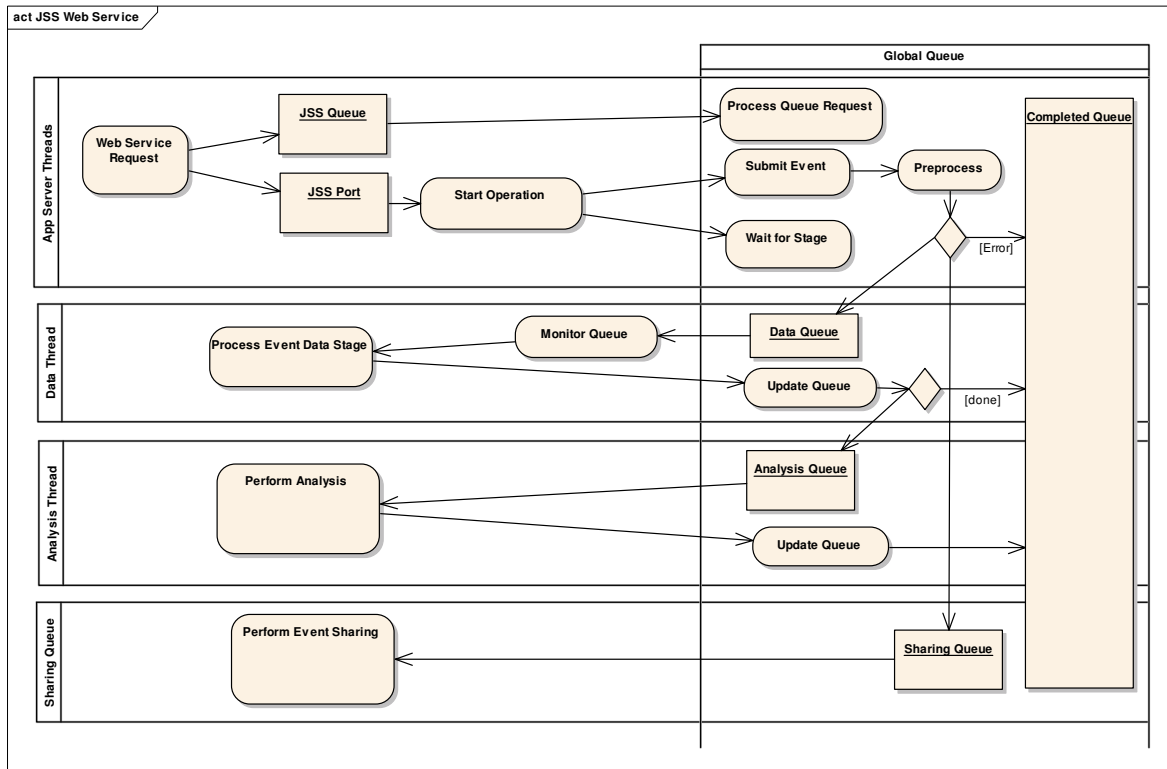 act JSS Web Service
Global Queue
App Server Threads
Web Service
Request
JSS Queue
JSS Port
Start Operation
Process Queue Request
Submit Event
Preprocess
Wait for Stage
[Error]
Completed Queue
Data Thread
Process Event Data Stage
Monitor Queue
Data Queue
Update Queue
[done]
Analysis Thread
Perform Analysis
Analysis Queue
Update Queue
Sharing Queue
Perform Event Sharing
Sharing Queue